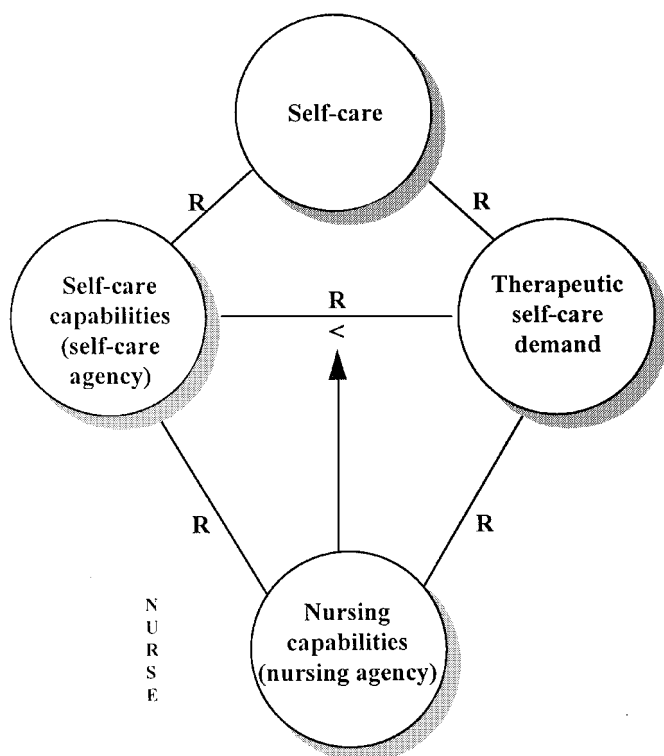 Self-care
R
R
Self-care
capabilities
(self-care
agency)
R
<
Therapeutic
self-care
demand
R
R
N
U
R
S
E
Nursing
capabilities
(nursing agency)